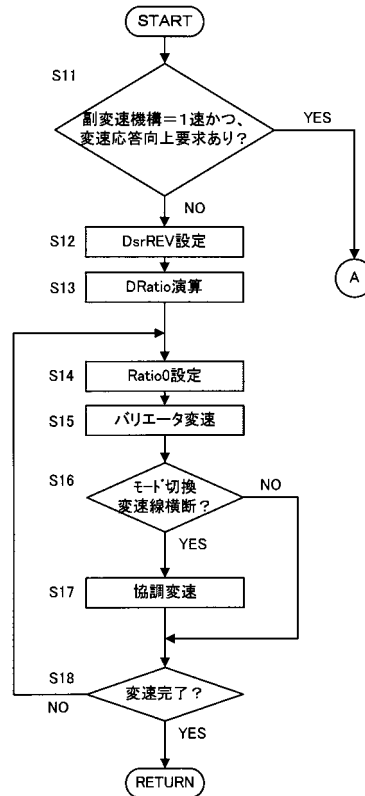 START
S11
副変速機構=1速かつ、
変速応答向上要求あり?
YES
NO
A
S12
DsrREV設定
S13
DRatio演算
S14
Ratio0設定
S15
バリエータ変速
S16
モード切換
変速線横断?
NO
YES
S17
協調変速
S18
変速完了?
NO
YES
RETURN